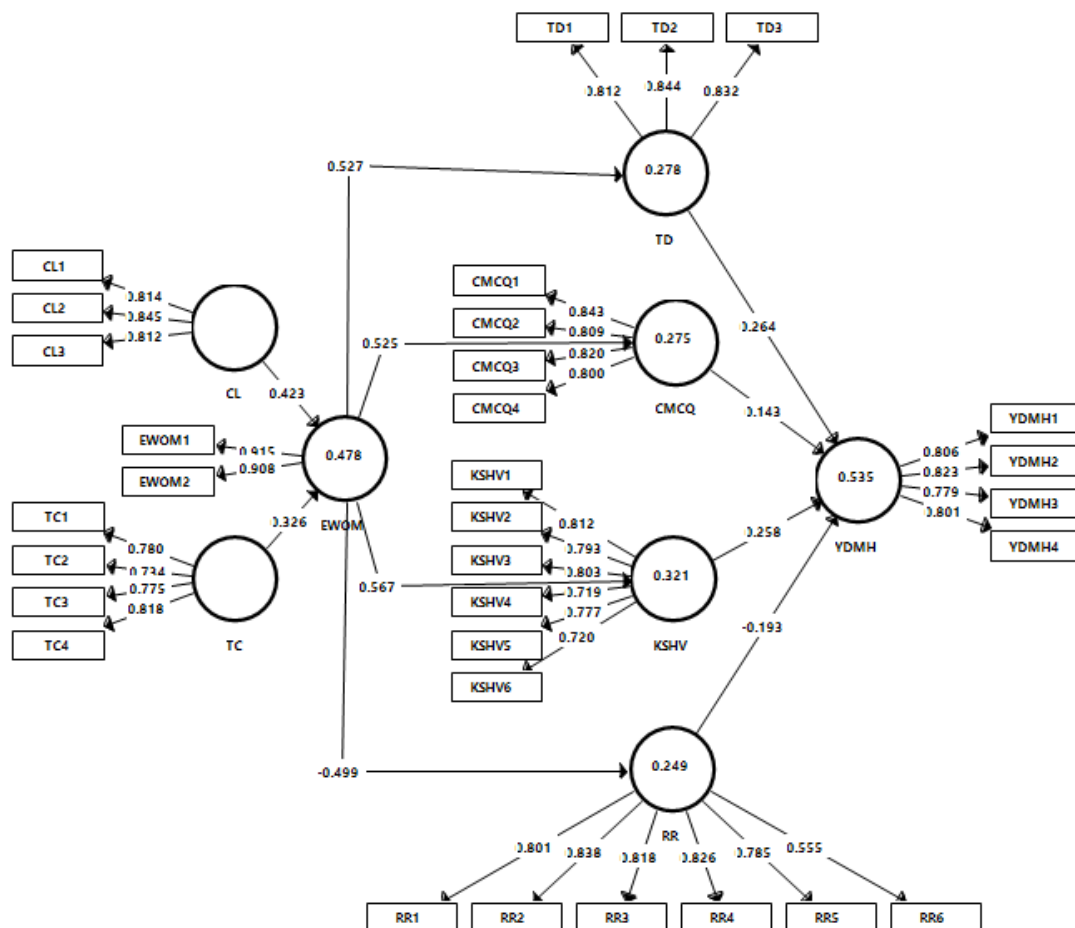 TD1 TD2 TD3
0.812 0.844 0.832
0.527
0.278
TD
CL1
CL2
CL3
0.814
0.845
0.812
CL
0.423
CMCQ1
CMCQ2
CMCQ3
CMCQ4
0.843
0.809
0.820
0.800
0.525
0.275
CMCQ
0.264
0.143
EWOM1
EWOM2
0.915
0.908
0.478
EWOM
TC1
TC2
TC3
TC4
0.780
0.734
0.775
0.818
TC
0.326
KSHV1
KSHV2
KSHV3
KSHV4
KSHV5
KSHV6
0.812
0.793
0.803
0.719
0.777
0.720
0.567
0.321
KSHV
0.258
0.535
YDMH
0.806
0.823
0.779
0.801
YDMH1
YDMH2
YDMH3
YDMH4
-0.193
-0.499
0.249
RR
0.801 0.838 0.818 0.826 0.785 0.555
RR1 RR2 RR3 RR4 RR5 RR6